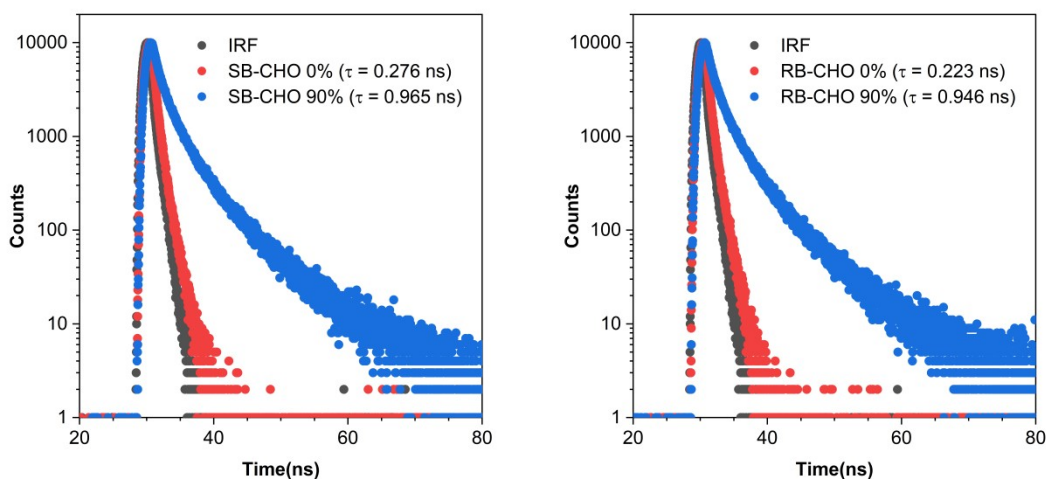 IRF
SB-CHO 0% (τ = 0.276 ns)
SB-CHO 90% (τ = 0.965 ns)
10000
1000
100
10
1
Counts
20
40
60
80
Time(ns)
IRF
RB-CHO 0% (τ = 0.223 ns)
RB-CHO 90% (τ = 0.946 ns)
10000
1000
100
10
1
Counts
20
40
60
80
Time(ns)